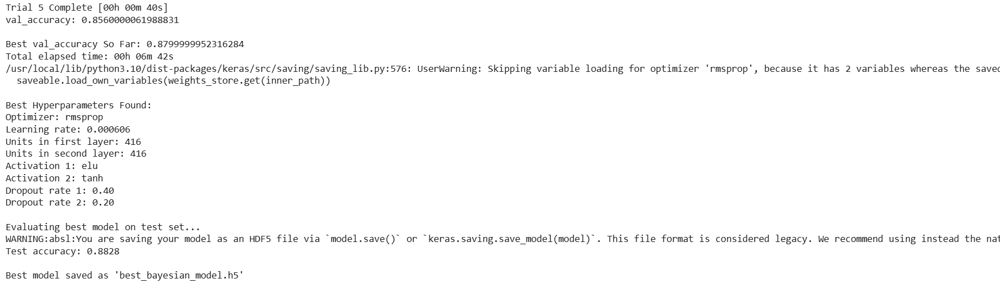 Trial 5 Complete [00h 00m 40s]
val_accuracy: 0.8560000061988831
Best val_accuracy So Far: 0.8799999952316284
Total elapsed time: 00h 06m 42s
/usr/local/lib/python3.10/dist-packages/keras/src/saving/saving_lib.py:576: UserWarning: Skipping variable loading for optimizer 'rmsprop', because it has 2 variables whereas the saved
saveable.load_own_variables(weights_store.get(inner_path))
Best Hyperparameters Found:
Optimizer: rmsprop
Learning rate: 0.000606
Units in first layer: 416
Units in second layer: 416
Activation 1: elu
Activation 2: tanh
Dropout rate 1: 0.40
Dropout rate 2: 0.20
Evaluating best model on test set...
WARNING:absl:You are saving your model as an HDF5 file via `model.save()` or `keras.saving.save_model(model)`. This file format is considered legacy. We recommend using instead the nat
Test accuracy: 0.8828
Best model saved as 'best_bayesian_model.h5'